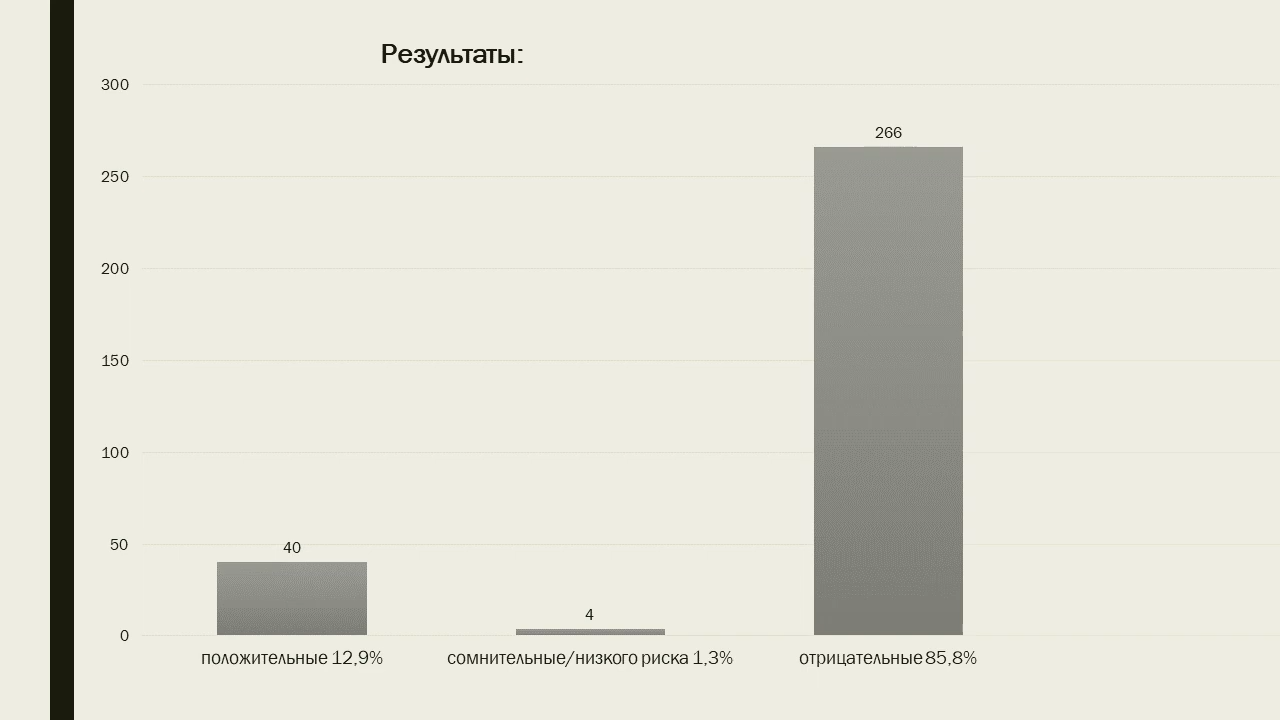 Результаты:
300
266
250
200
150
100
50
40
4
0
положительные 12,9%
сомнительные/низкого риска 1,3%
отрицательные 85,8%